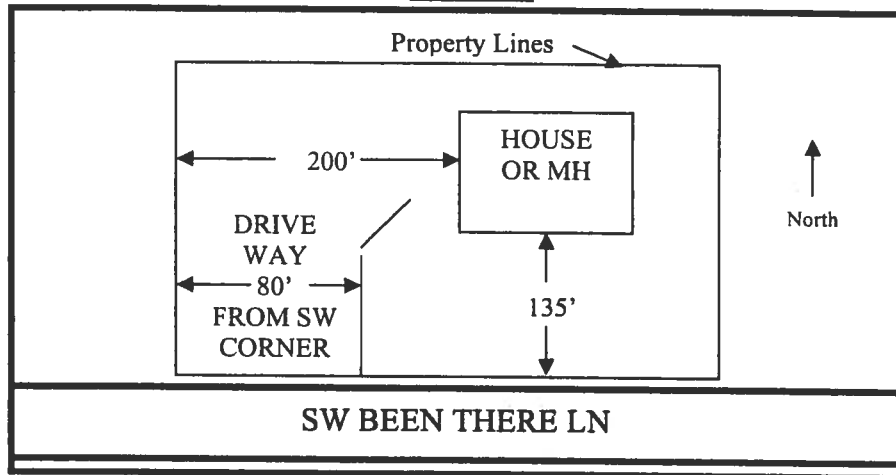 Property Lines
HOUSE
OR MH
200'
North
DRIVE
WAY
80'
135'
FROM SW
CORNER
SW BEEN THERE LN